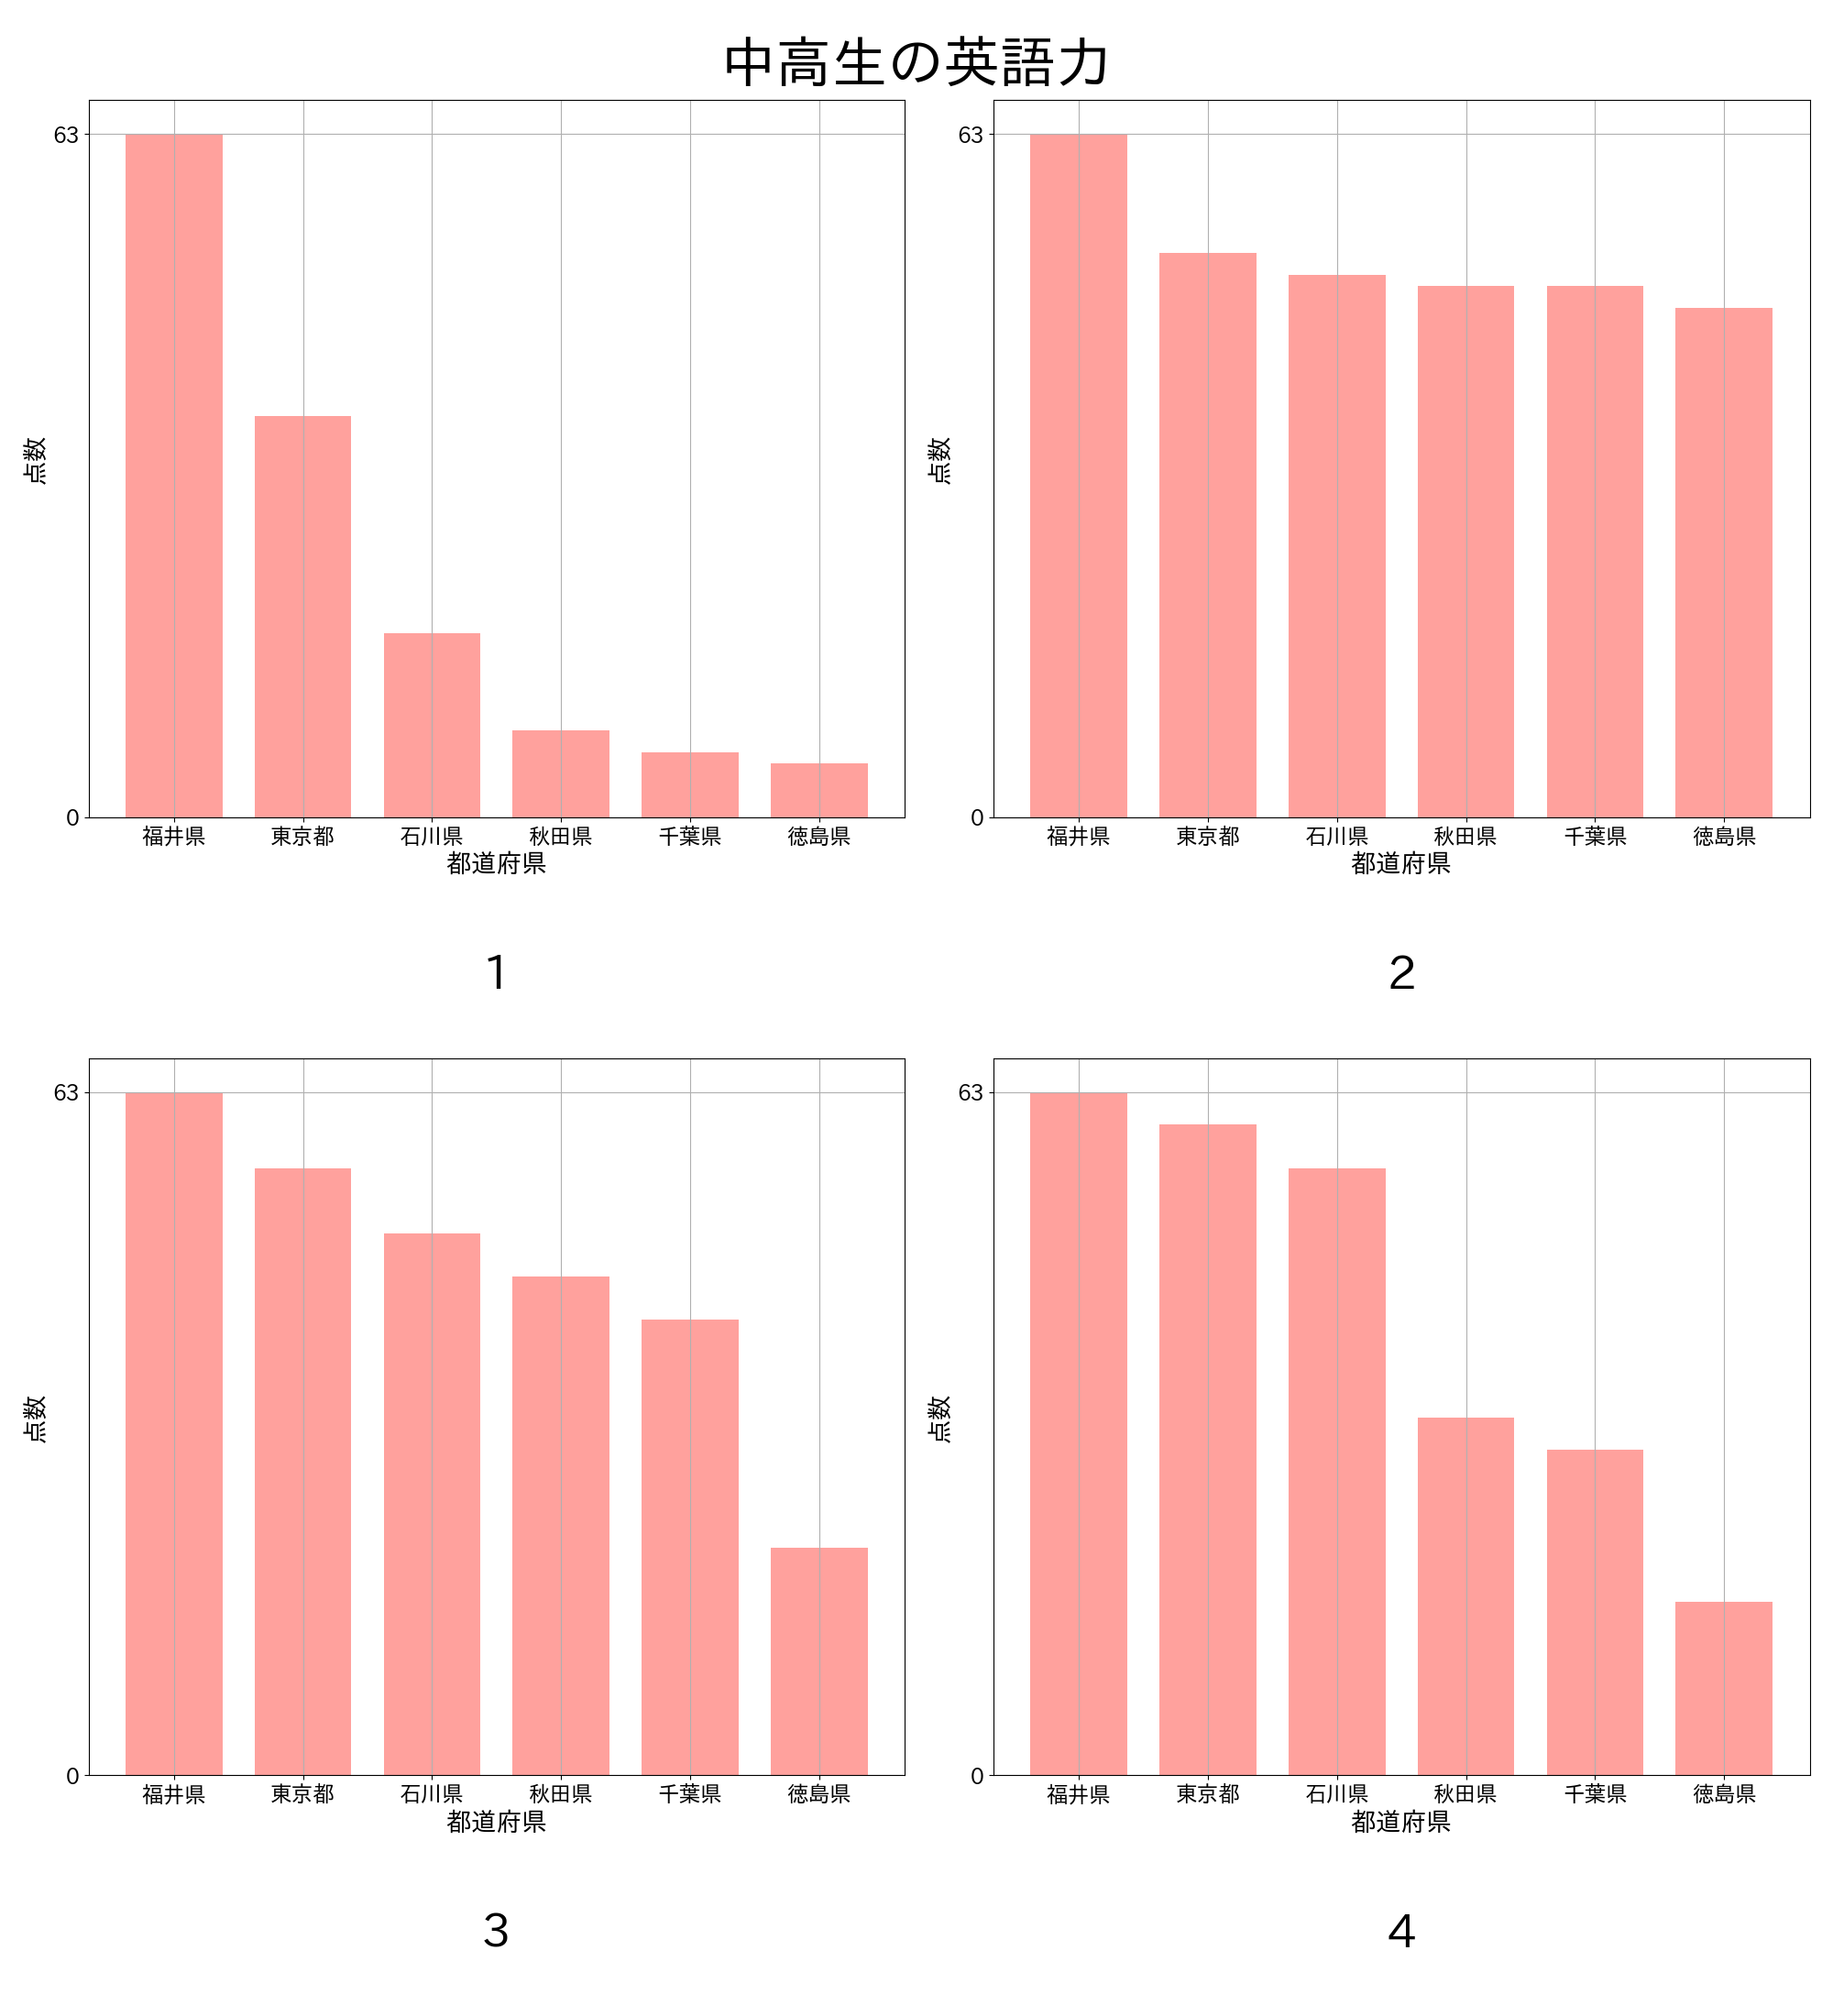 中高生の英語力
63
点数
0
福井県 東京都 石川県 秋田県 千葉県 徳島県
都道府県
1
63
点数
0
福井県 東京都 石川県 秋田県 千葉県 徳島県
都道府県
2
63
点数
0
福井県 東京都 石川県 秋田県 千葉県 徳島県
都道府県
3
63
点数
0
福井県 東京都 石川県 秋田県 千葉県 徳島県
都道府県
4